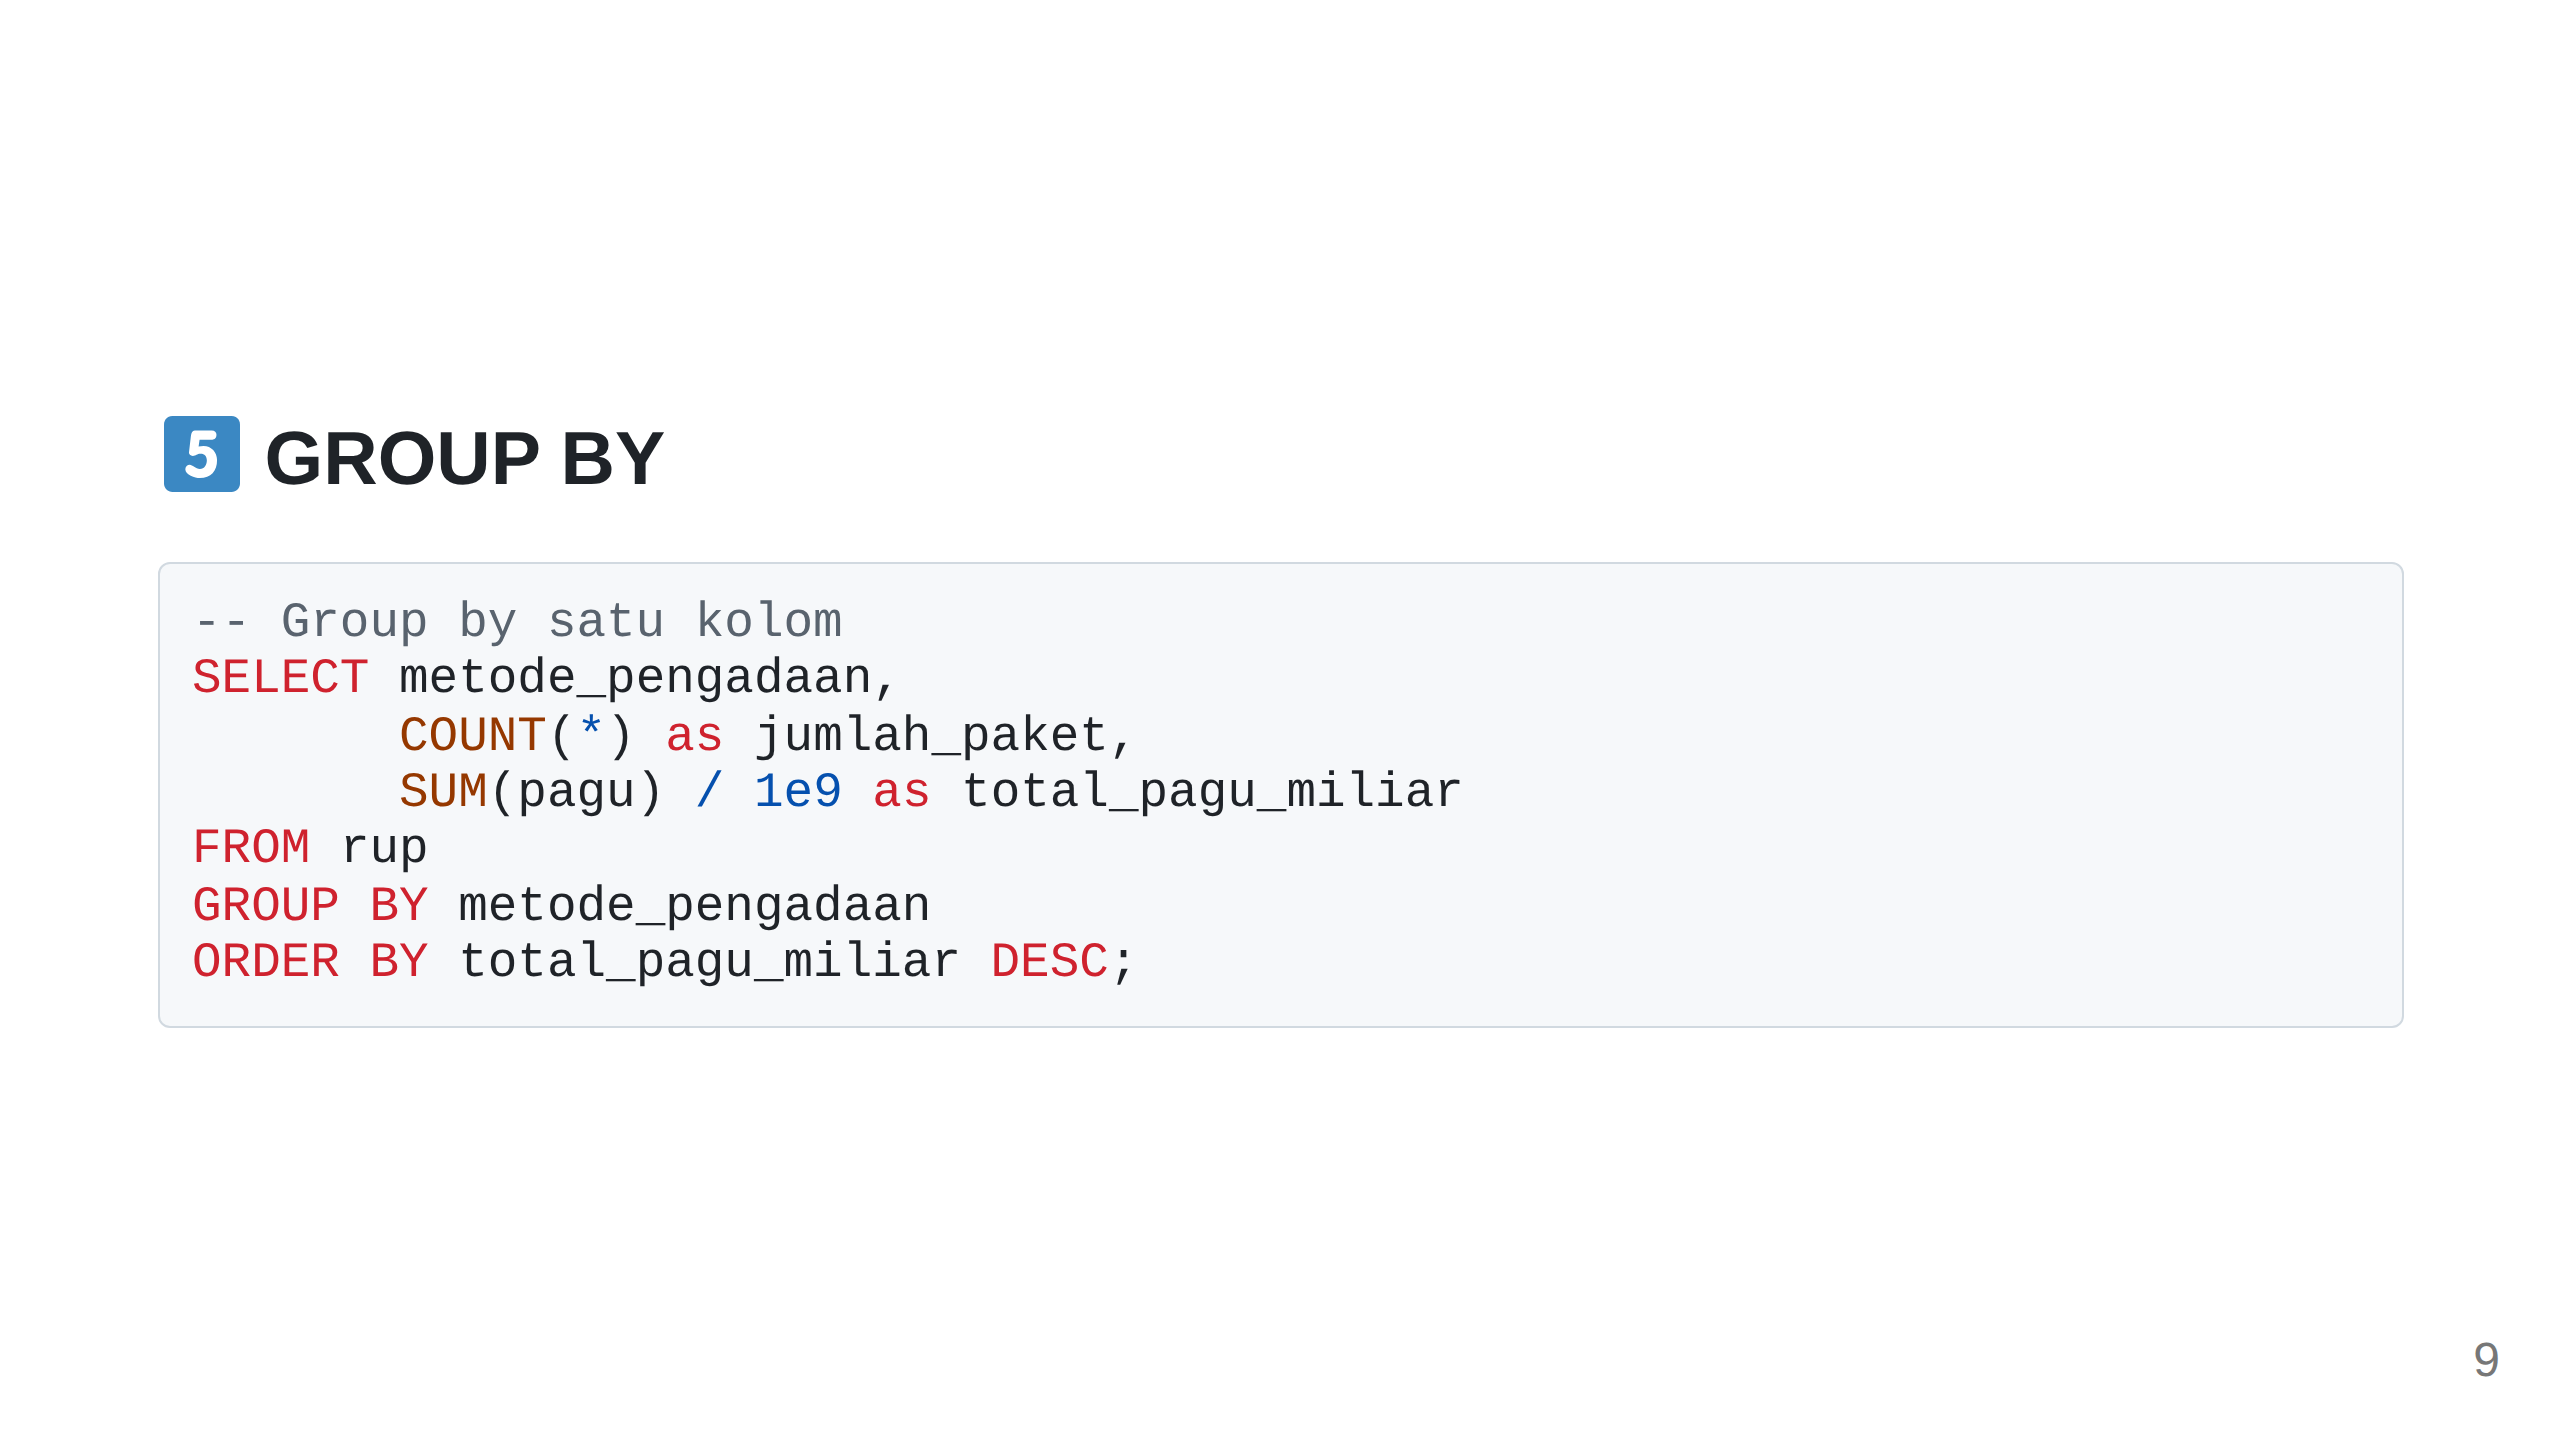 5 GROUP BY
-- Group by satu kolom
SELECT metode_pengadaan,
       COUNT(*) as jumlah_paket,
       SUM(pagu) / 1e9 as total_pagu_miliar
FROM rup
GROUP BY metode_pengadaan
ORDER BY total_pagu_miliar DESC;
9